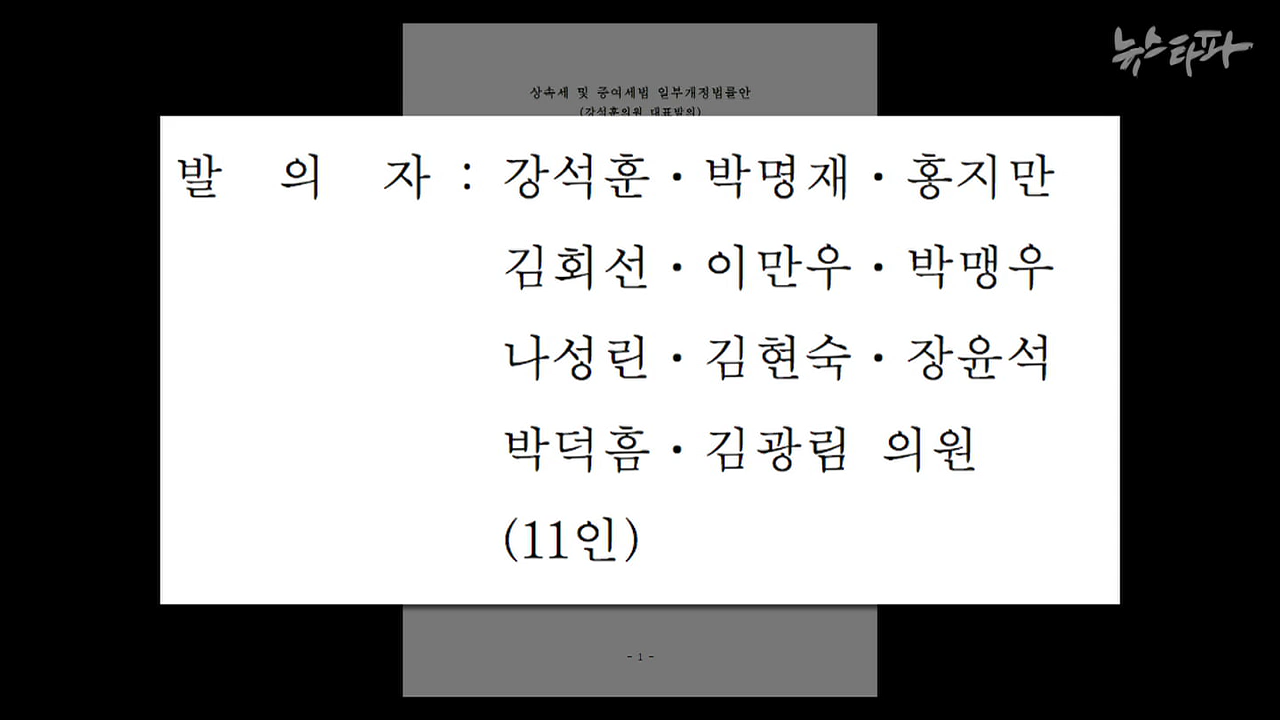 뉴스타파
상속세 및 증여세법 일부개정법률안
(강석훈의원 대표발의)
발 의 자 : 강석훈·박명재·홍지만
김회선·이만우·박맹우
나성린·김현숙·장윤석
박덕흠·김광림 의원
(11인)
- 1 -